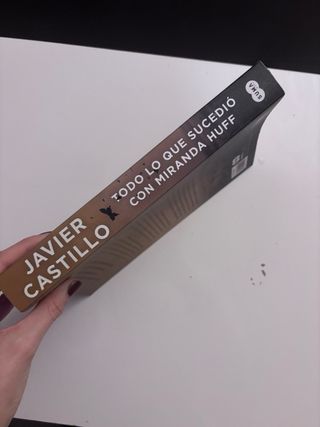 JAVIER
CASTILLO
TODO LO QUE SUCEDIÓ
CON MIRANDA HUFF
SUMA